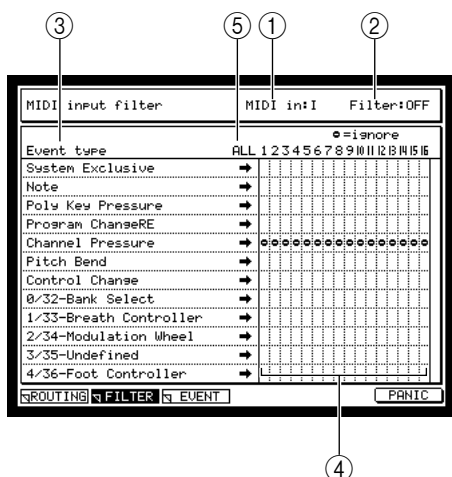 ③ ⑤ ① ②
MIDI input filter MIDI in:I Filter:OFF
=ignore
Event type ALL 1 2 3 4 5 6 7 8 9 10 11 12 13 14 15 16
System Exclusive
Note
Poly Key Pressure
Program ChangeRE
Channel Pressure
Pitch Bend
Control Change
0/32-Bank Select
1/33-Breath Controller
2/34-Modulation Wheel
3/35-Undefined
4/36-Foot Controller
ROUTING FILTER EVENT PANIC
④